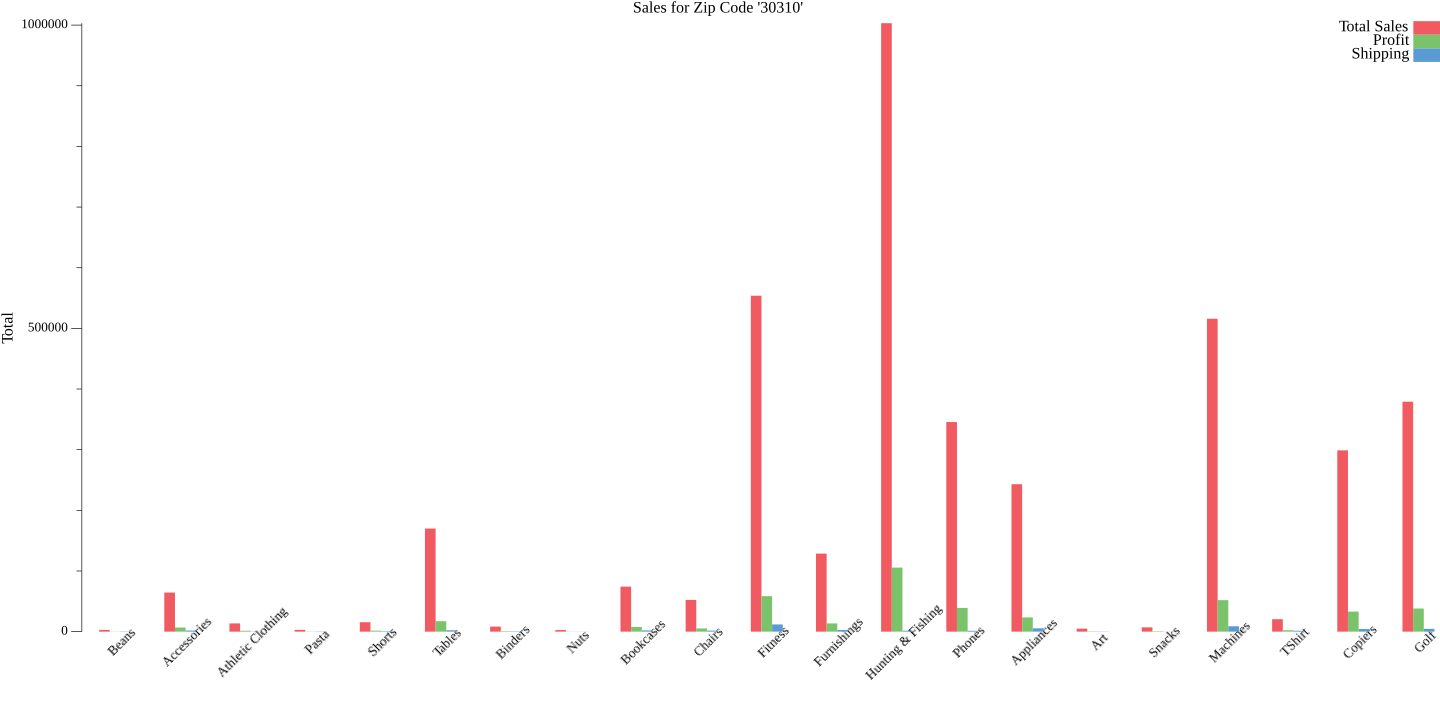 Sales for Zip Code '30310'
Total Sales
Profit
Shipping
Total
1000000
500000
0
Beans
Accessories
Athletic Clothing
Pasta
Shorts
Tables
Binders
Nuts
Bookcases
Chairs
Fitness
Furnishings
Hunting & Fishing
Phones
Appliances
Art
Snacks
Machines
TShirt
Copiers
Golf